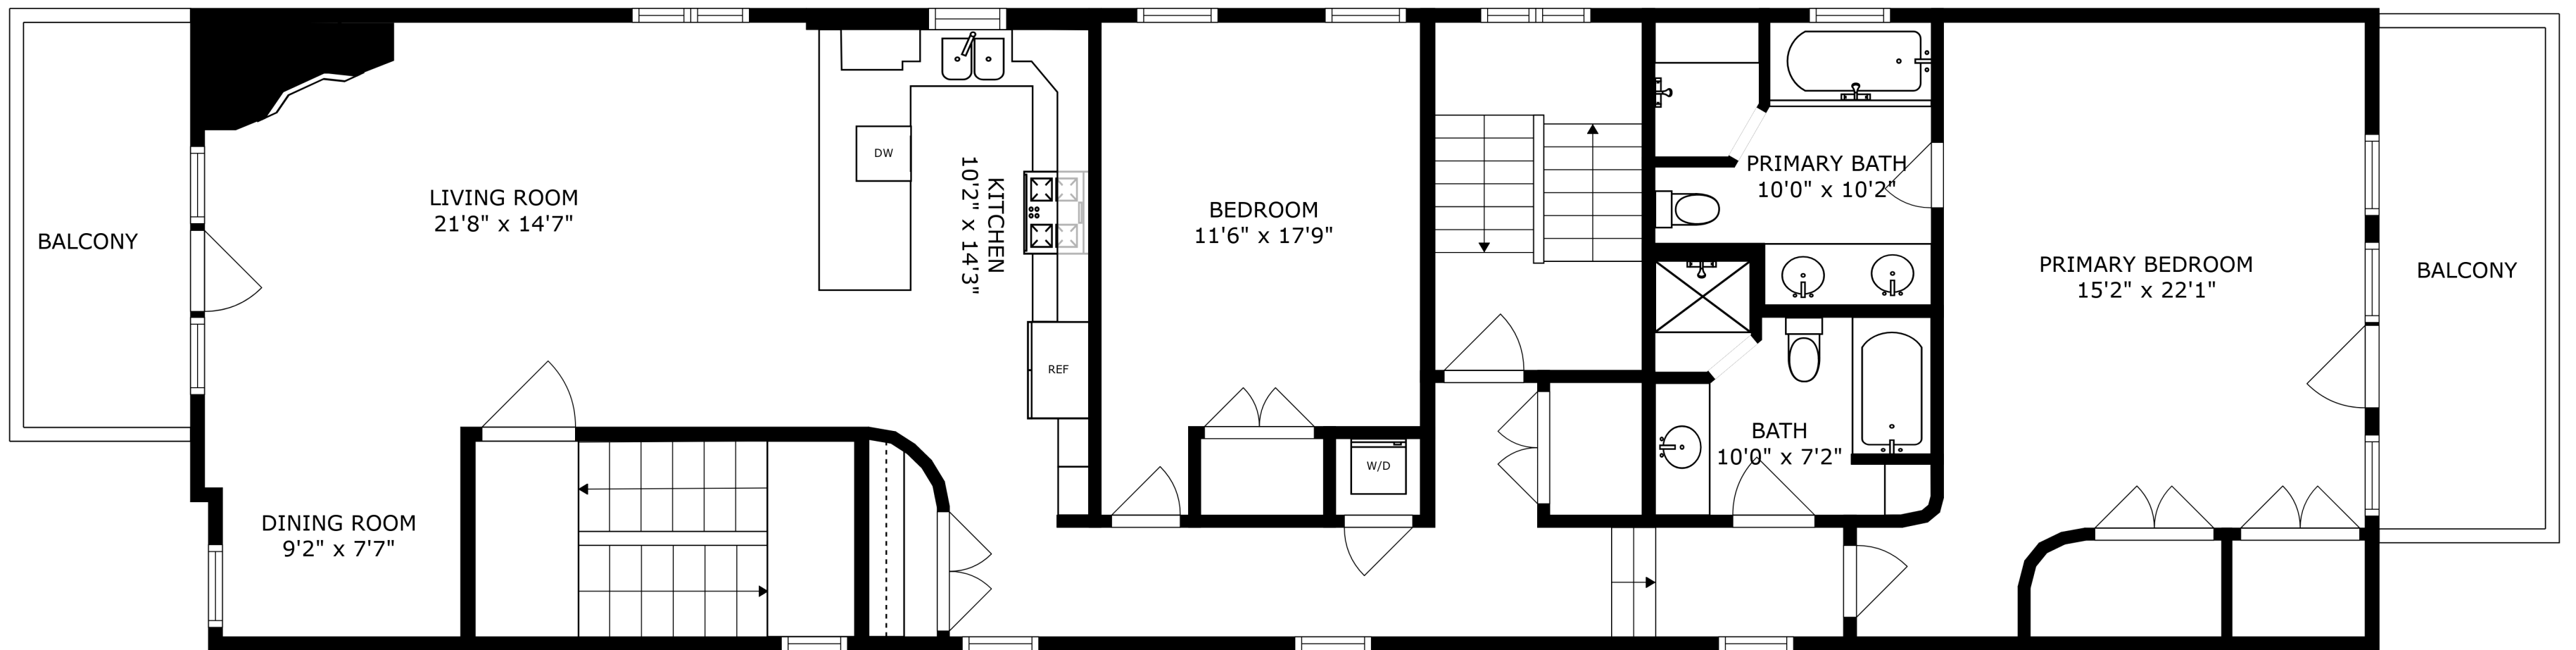 BALCONY
LIVING ROOM
21'8" x 14'7"
DINING ROOM
9'2" x 7'7"
DW
KITCHEN
10'2" x 14'3"
REF
BEDROOM
11'6" x 17'9"
W/D
PRIMARY BATH
10'0" x 10'2"
BATH
10'0" x 7'2"
PRIMARY BEDROOM
15'2" x 22'1"
BALCONY